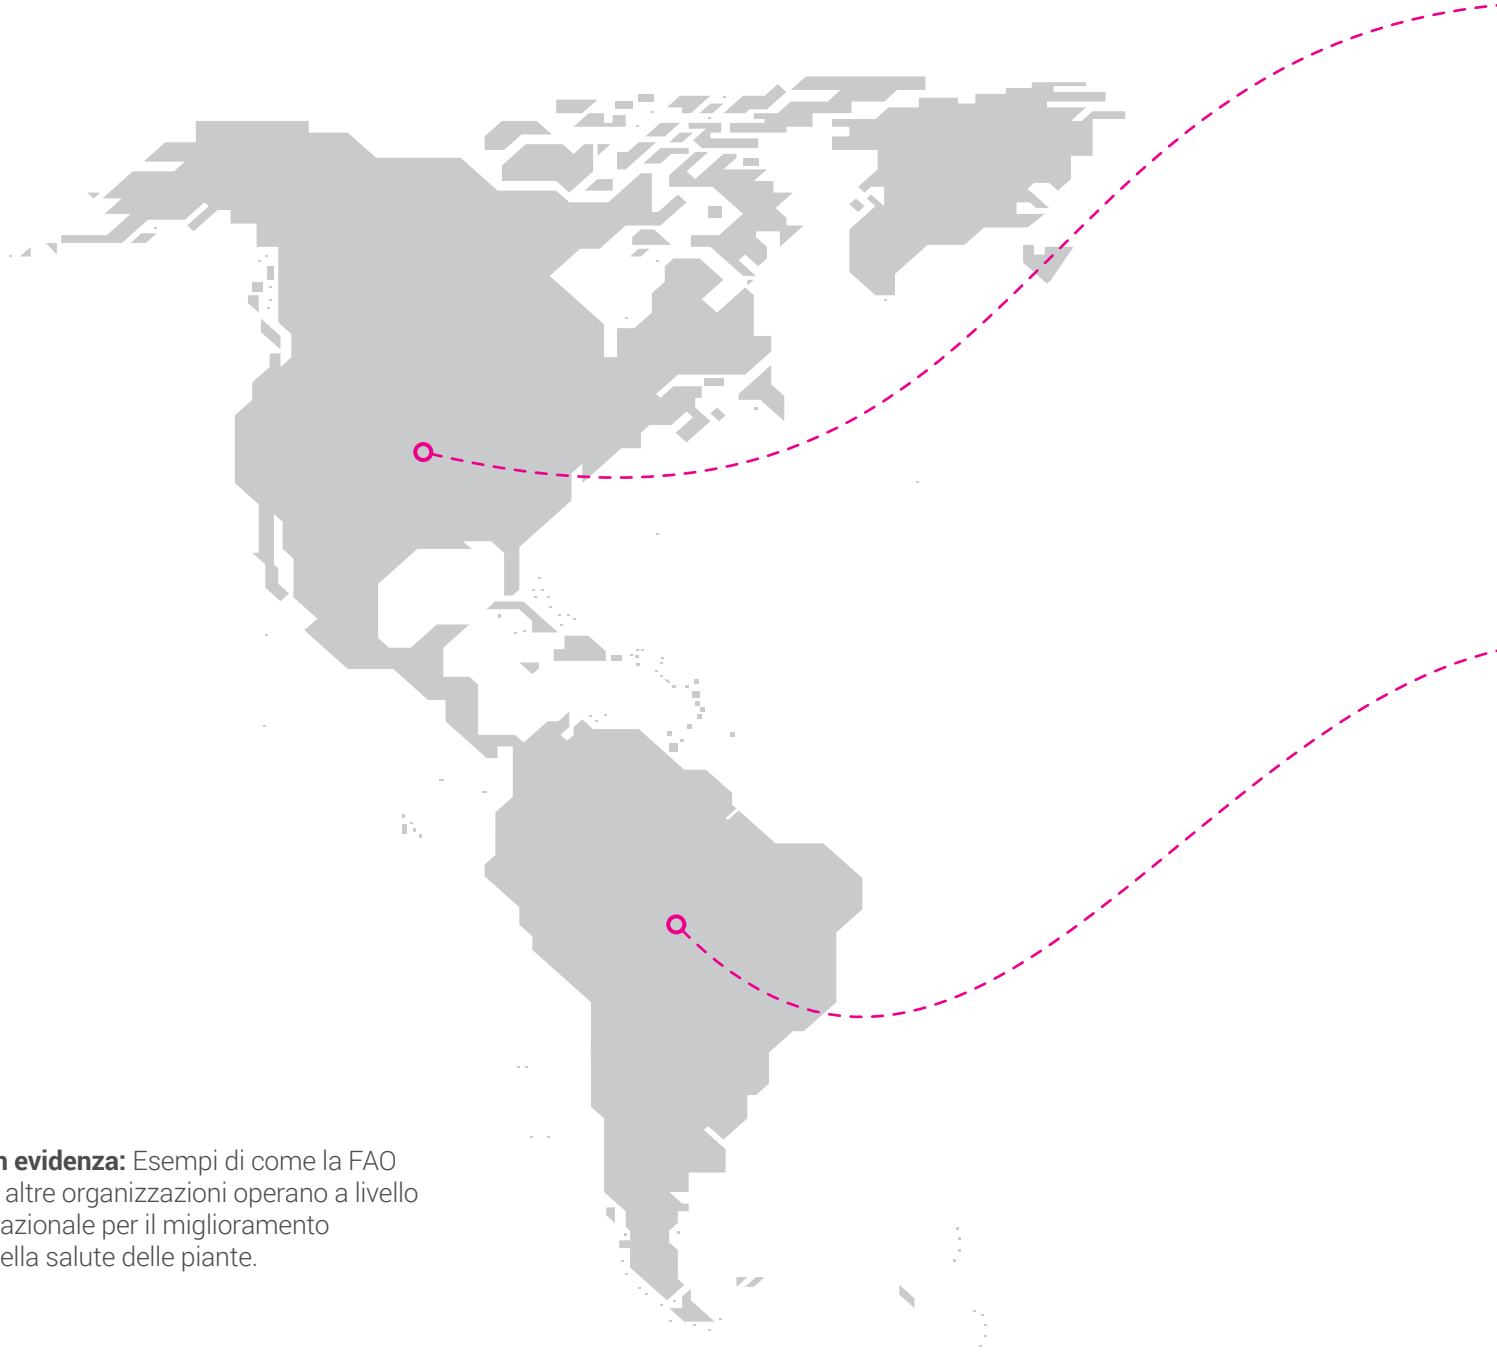 n evidenza: Esempi di come la FAO
altre organizzazioni operano a livello
azionale per il miglioramento
ella salute delle piante.